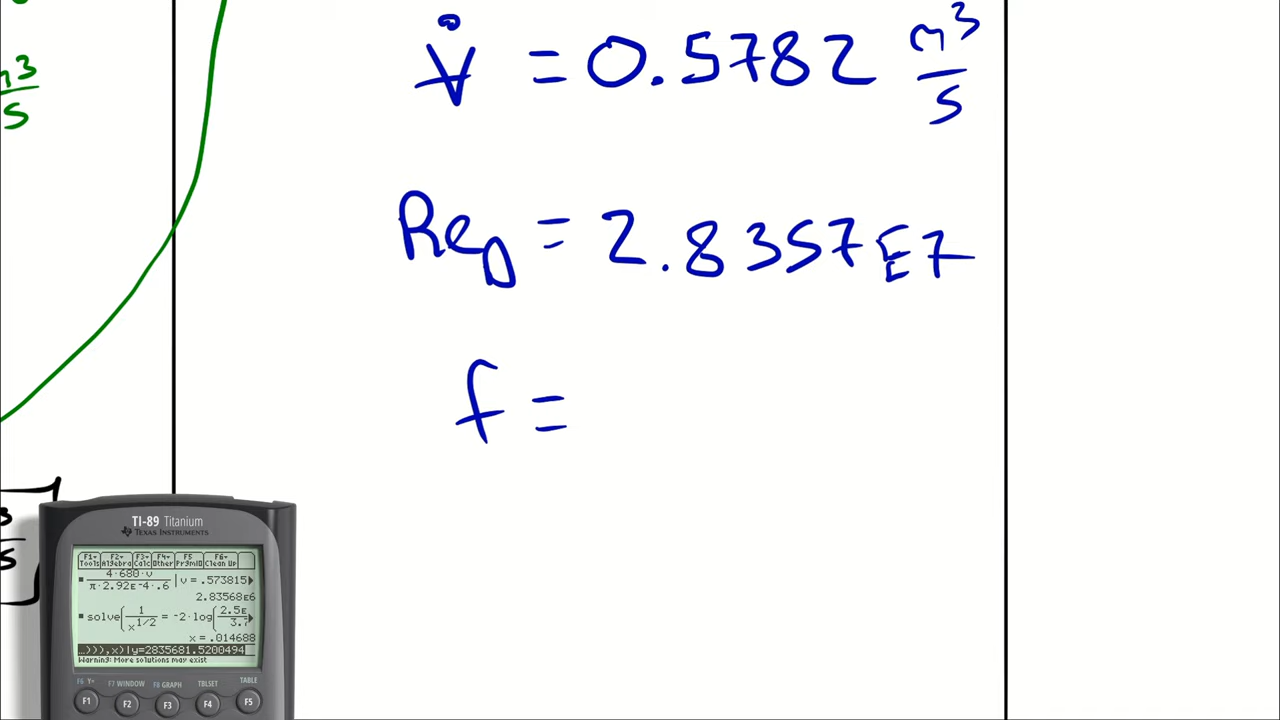 V̇ = 0.5782 m³/s
m³/s
Re_D = 2.8357E7
f =
s
TI-89 Titanium
TEXAS INSTRUMENTS
F1 Tools F2 Algebra F3 Calc F4 Other F5 PrgmIO F6 Clean Up
4·680·v / π·2.92E-4·.6 | v = .573815
2.83568E6
solve(1/x^1/2 = -2·log(2.5E/3.7
x = .014688
...))),x)|y=2835681.5200494
Warning: More solutions may exist
F6 Y= F7 WINDOW F8 GRAPH TBLSET TABLE
F1 F2 F3 F4 F5